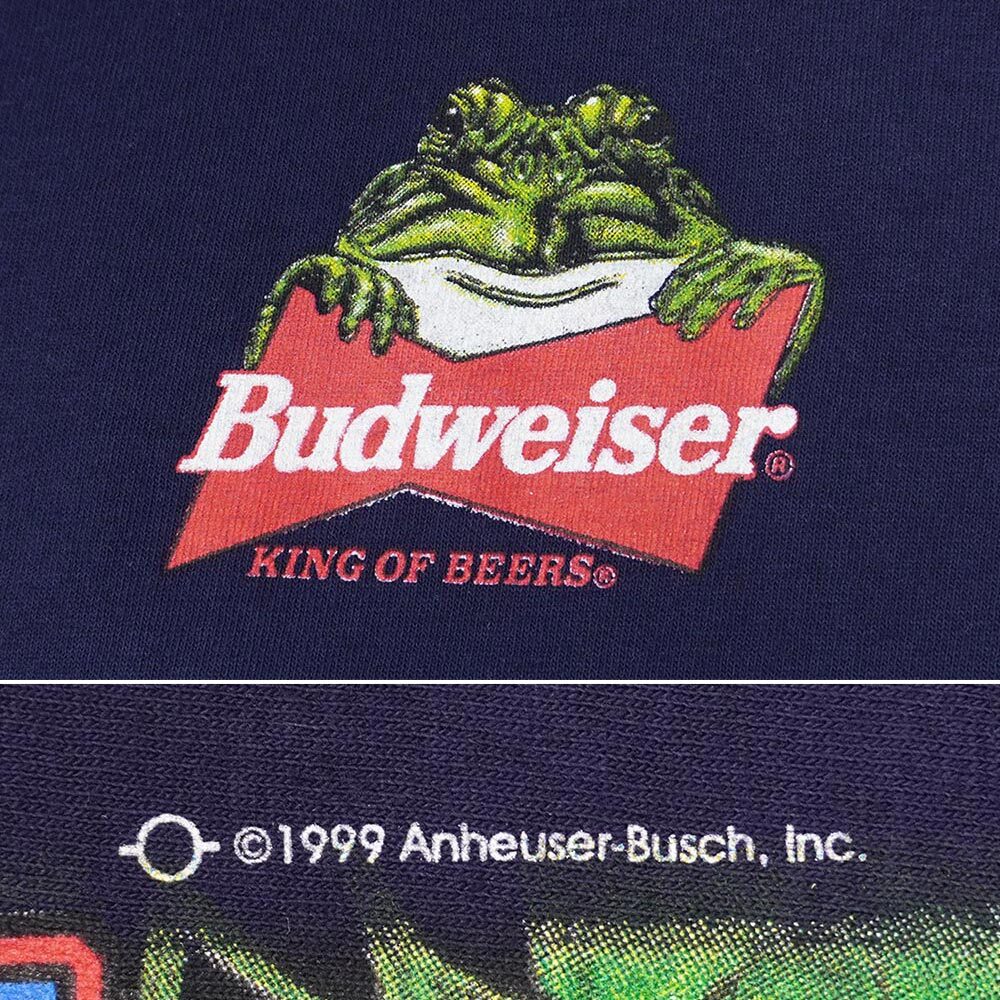 Budweiser®
KING OF BEERS®
©1999 Anheuser-Busch, Inc.